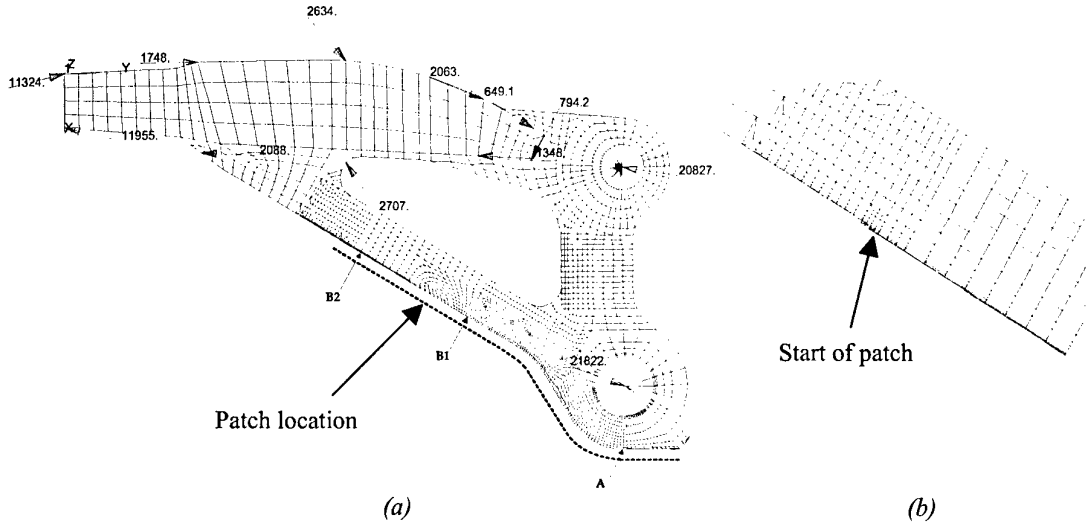 2634.
Z
Y
1748.
11324.
2063.
649.1
794.2
X
11955.
2088.
1348.
20827.
2707.
B2
B1
21822.
Patch location
A
(a)
Start of patch
(b)